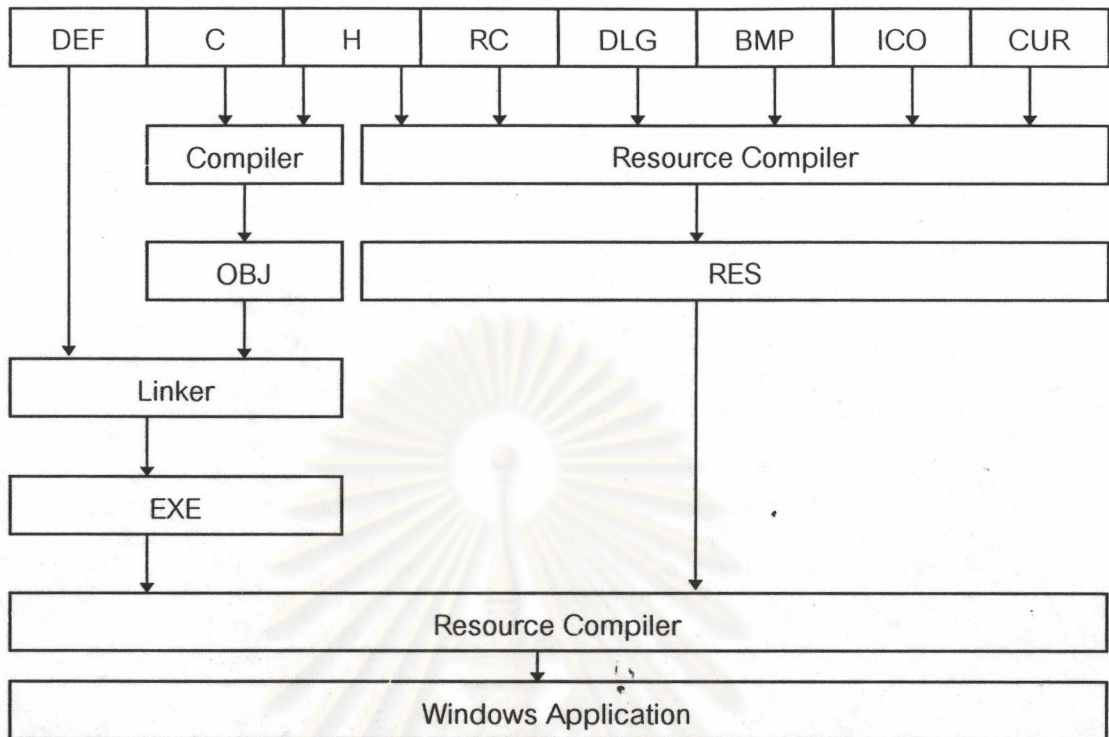 DEF C H RC DLG BMP ICO CUR
Compiler Resource Compiler
OBJ RES
Linker
EXE
Resource Compiler
Windows Application